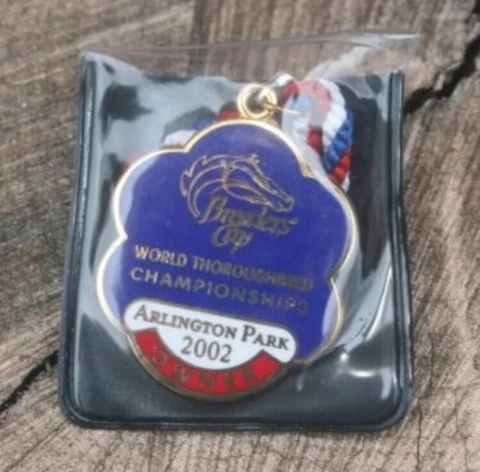 Breeders'
Cup
WORLD THOROUGHBRED
CHAMPIONSHIPS
ARLINGTON PARK
2002
OWNER